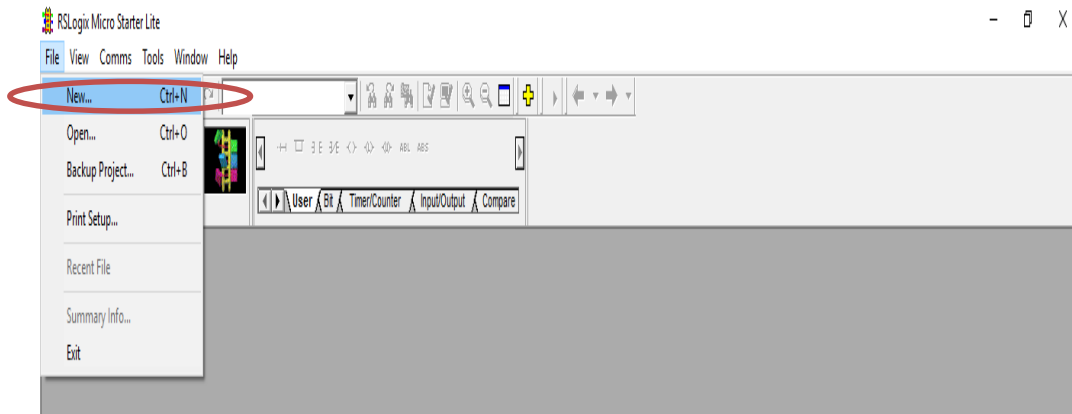 RSLogix Micro Starter Lite
File View Comms Tools Window Help
New... Ctrl+N
Open... Ctrl+O
Backup Project... Ctrl+B
Print Setup...
Recent File
Summary Info...
Exit
ABL ABS
User Bit Timer/Counter Input/Output Compare